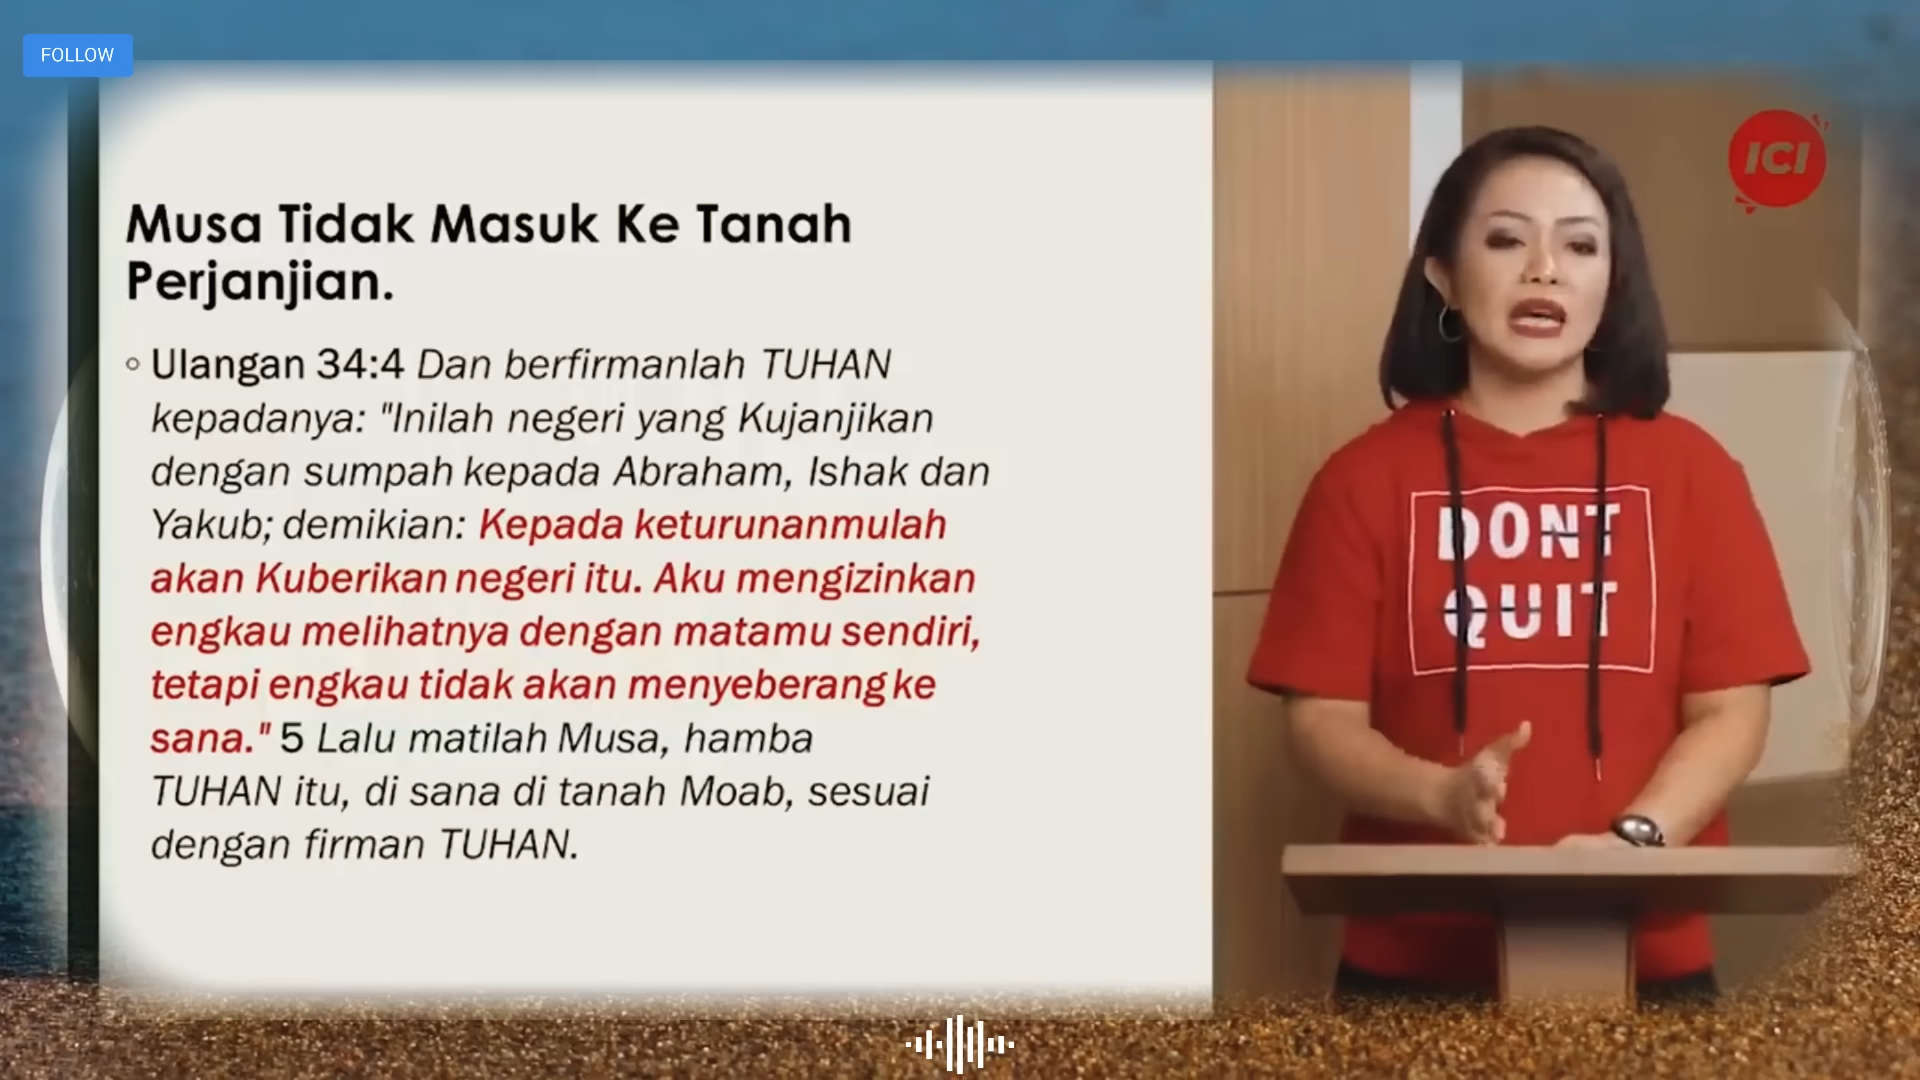 FOLLOW
ICI
Musa Tidak Masuk Ke Tanah
Perjanjian.
◦ Ulangan 34:4 Dan berfirmanlah TUHAN
kepadanya: "Inilah negeri yang Kujanjikan
dengan sumpah kepada Abraham, Ishak dan
Yakub; demikian: Kepada keturunanmulah
akan Kuberikan negeri itu. Aku mengizinkan
engkau melihatnya dengan matamu sendiri,
tetapi engkau tidak akan menyeberang ke
sana." 5 Lalu matilah Musa, hamba
TUHAN itu, di sana di tanah Moab, sesuai
dengan firman TUHAN.
DONT
QUIT